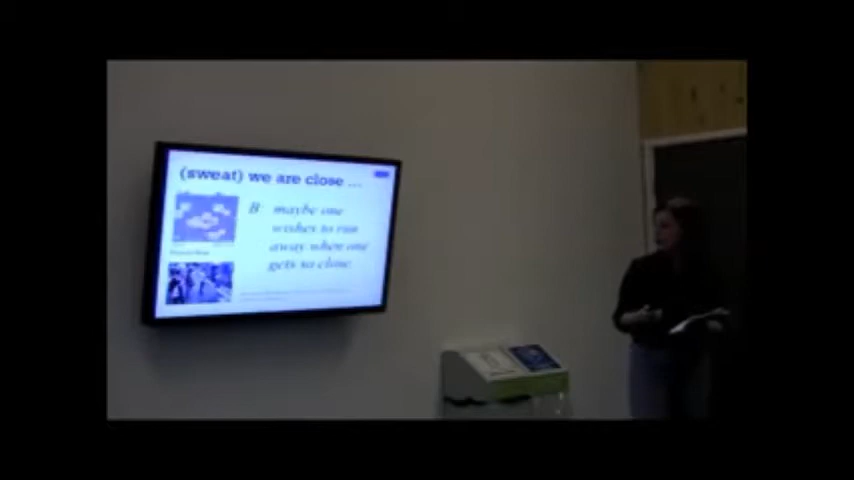 (sweat) we are close ...
B maybe one
wishes to run
away when one
gets so close.